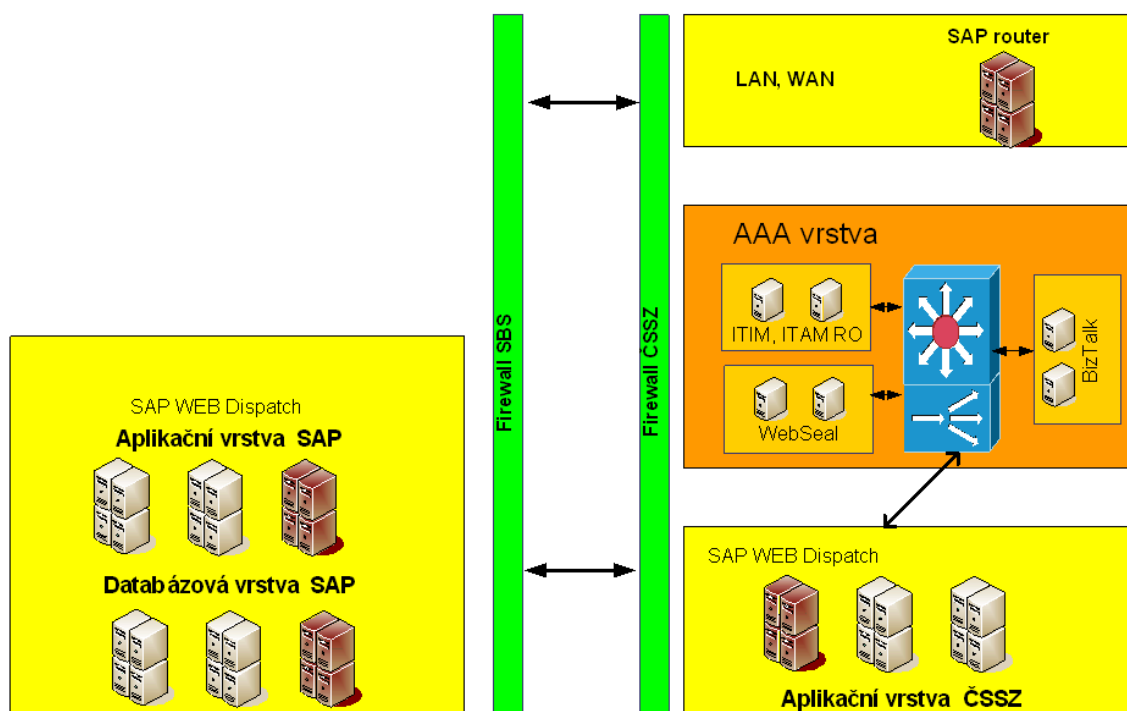 SAP router
LAN, WAN
AAA vrstva
ITIM, ITAM RO
BizTalk
WebSeal
Firewall SBS
Firewall ČSSZ
SAP WEB Dispatch
Aplikační vrstva SAP
Databázová vrstva SAP
SAP WEB Dispatch
Aplikační vrstva ČSSZ